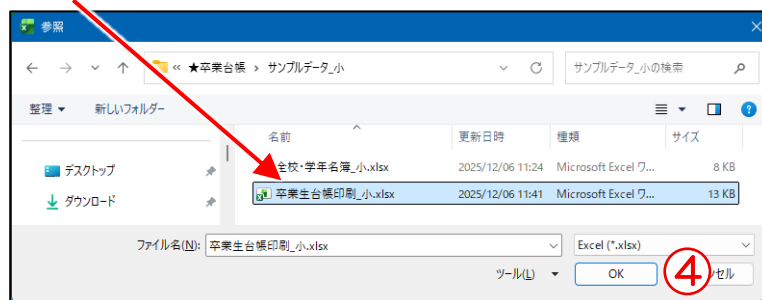 参照
« ★卒業台帳 › サンプルデータ_小
サンプルデータ_小の検索
整理 新しいフォルダー
名前 更新日時 種類 サイズ
デスクトップ
ダウンロード
全校・学年名簿_小.xlsx 2025/12/06 11:24 Microsoft Excel ワ... 8 KB
卒業生台帳印刷_小.xlsx 2025/12/06 11:41 Microsoft Excel ワ... 13 KB
ファイル名(N): 卒業生台帳印刷_小.xlsx Excel (*.xlsx)
ツール(L) OK ④ ンセル